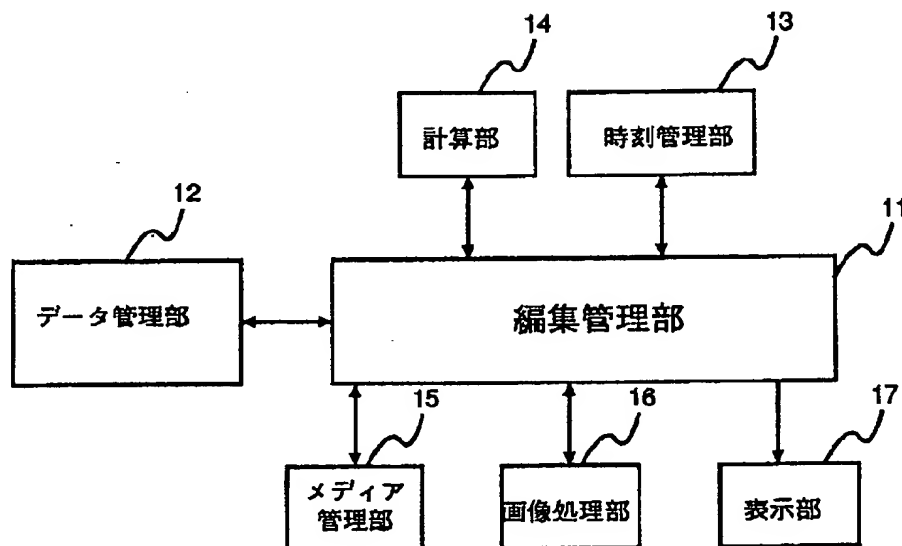 14
13
計算部
時刻管理部
12
11
データ管理部
編集管理部
15
16
17
メディア
管理部
画像処理部
表示部